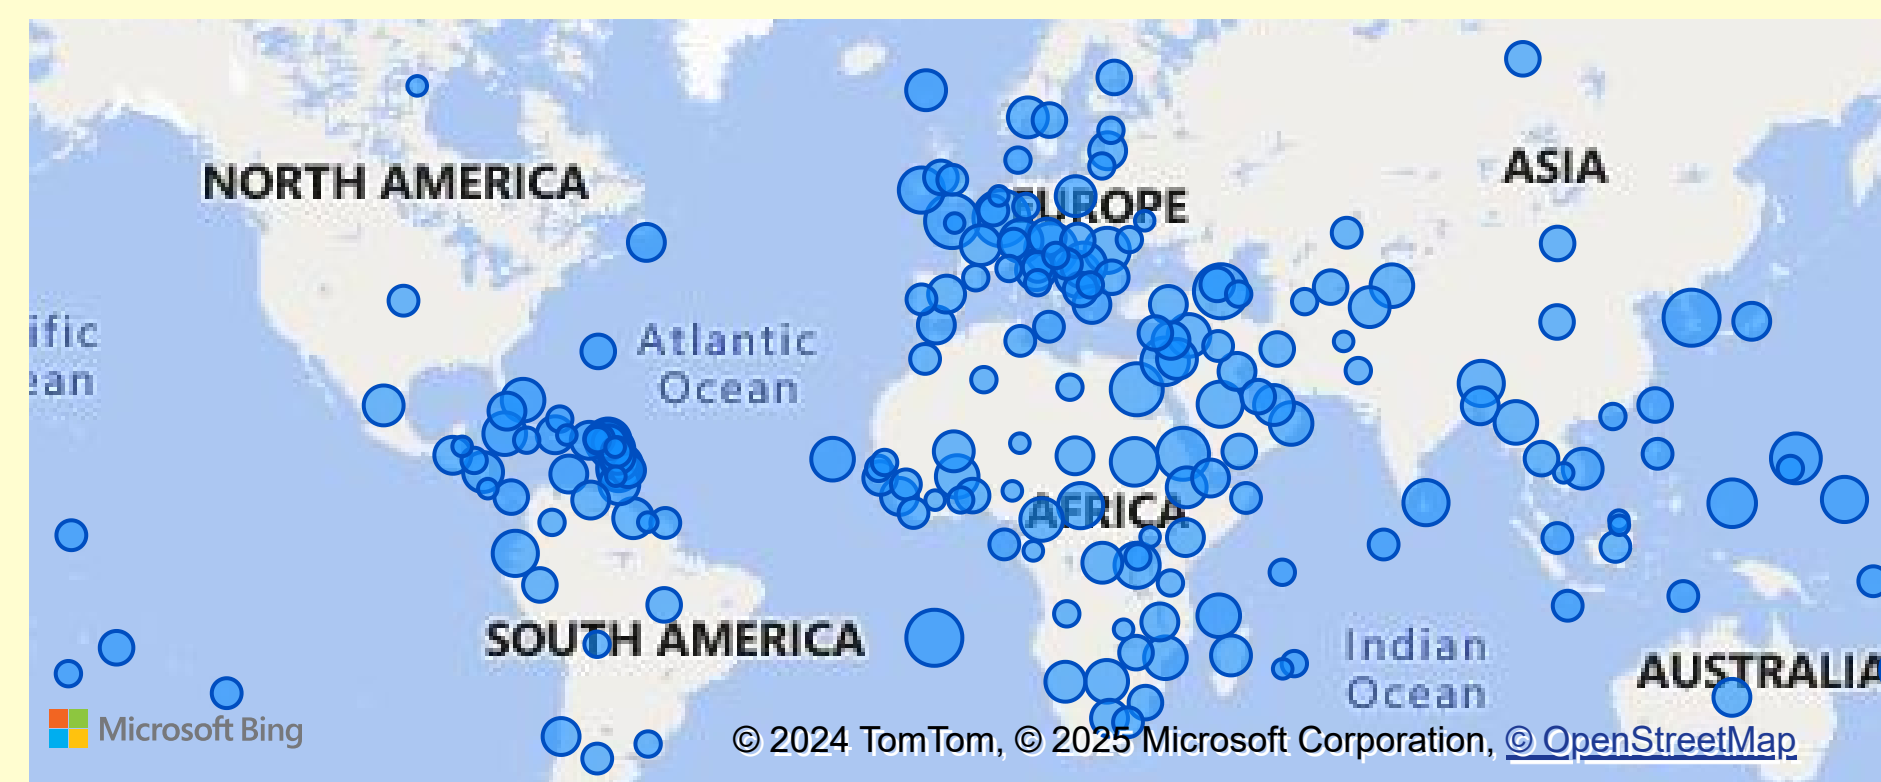 NORTH AMERICA
EUROPE
ASIA
ific
ean
Atlantic
Ocean
AFRICA
SOUTH AMERICA
Indian
Ocean
AUSTRALIA
Microsoft Bing
© 2024 TomTom, © 2025 Microsoft Corporation, © OpenStreetMap